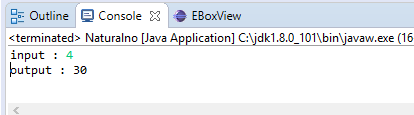 Outline Console EBoxView
<terminated> Naturalno [Java Application] C:\jdk1.8.0_101\bin\javaw.exe (16
input : 4
output : 30